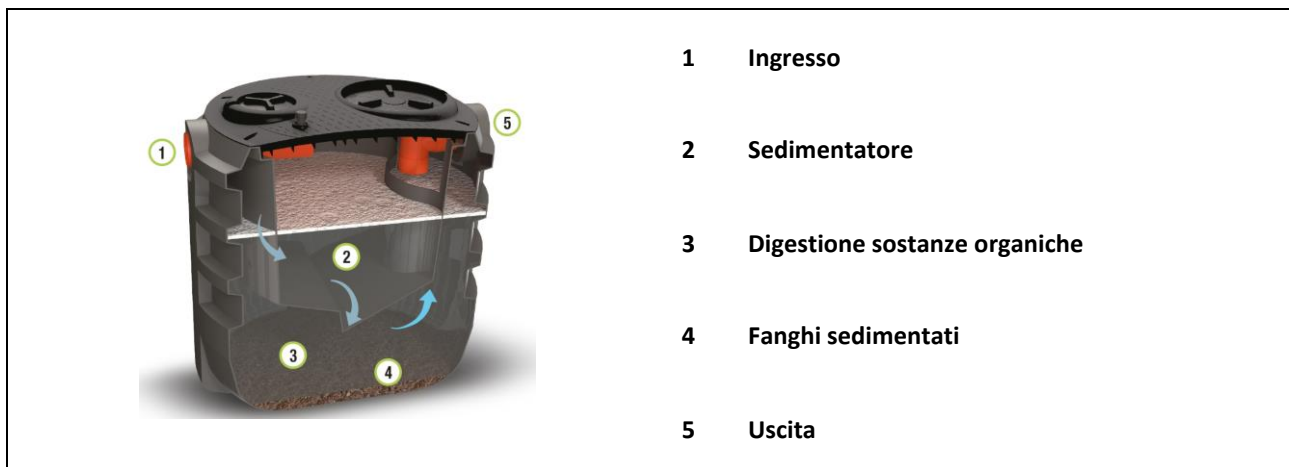 1 Ingresso
2 Sedimentatore
3 Digestione sostanze organiche
4 Fanghi sedimentati
5 Uscita
1
5
2
3
4